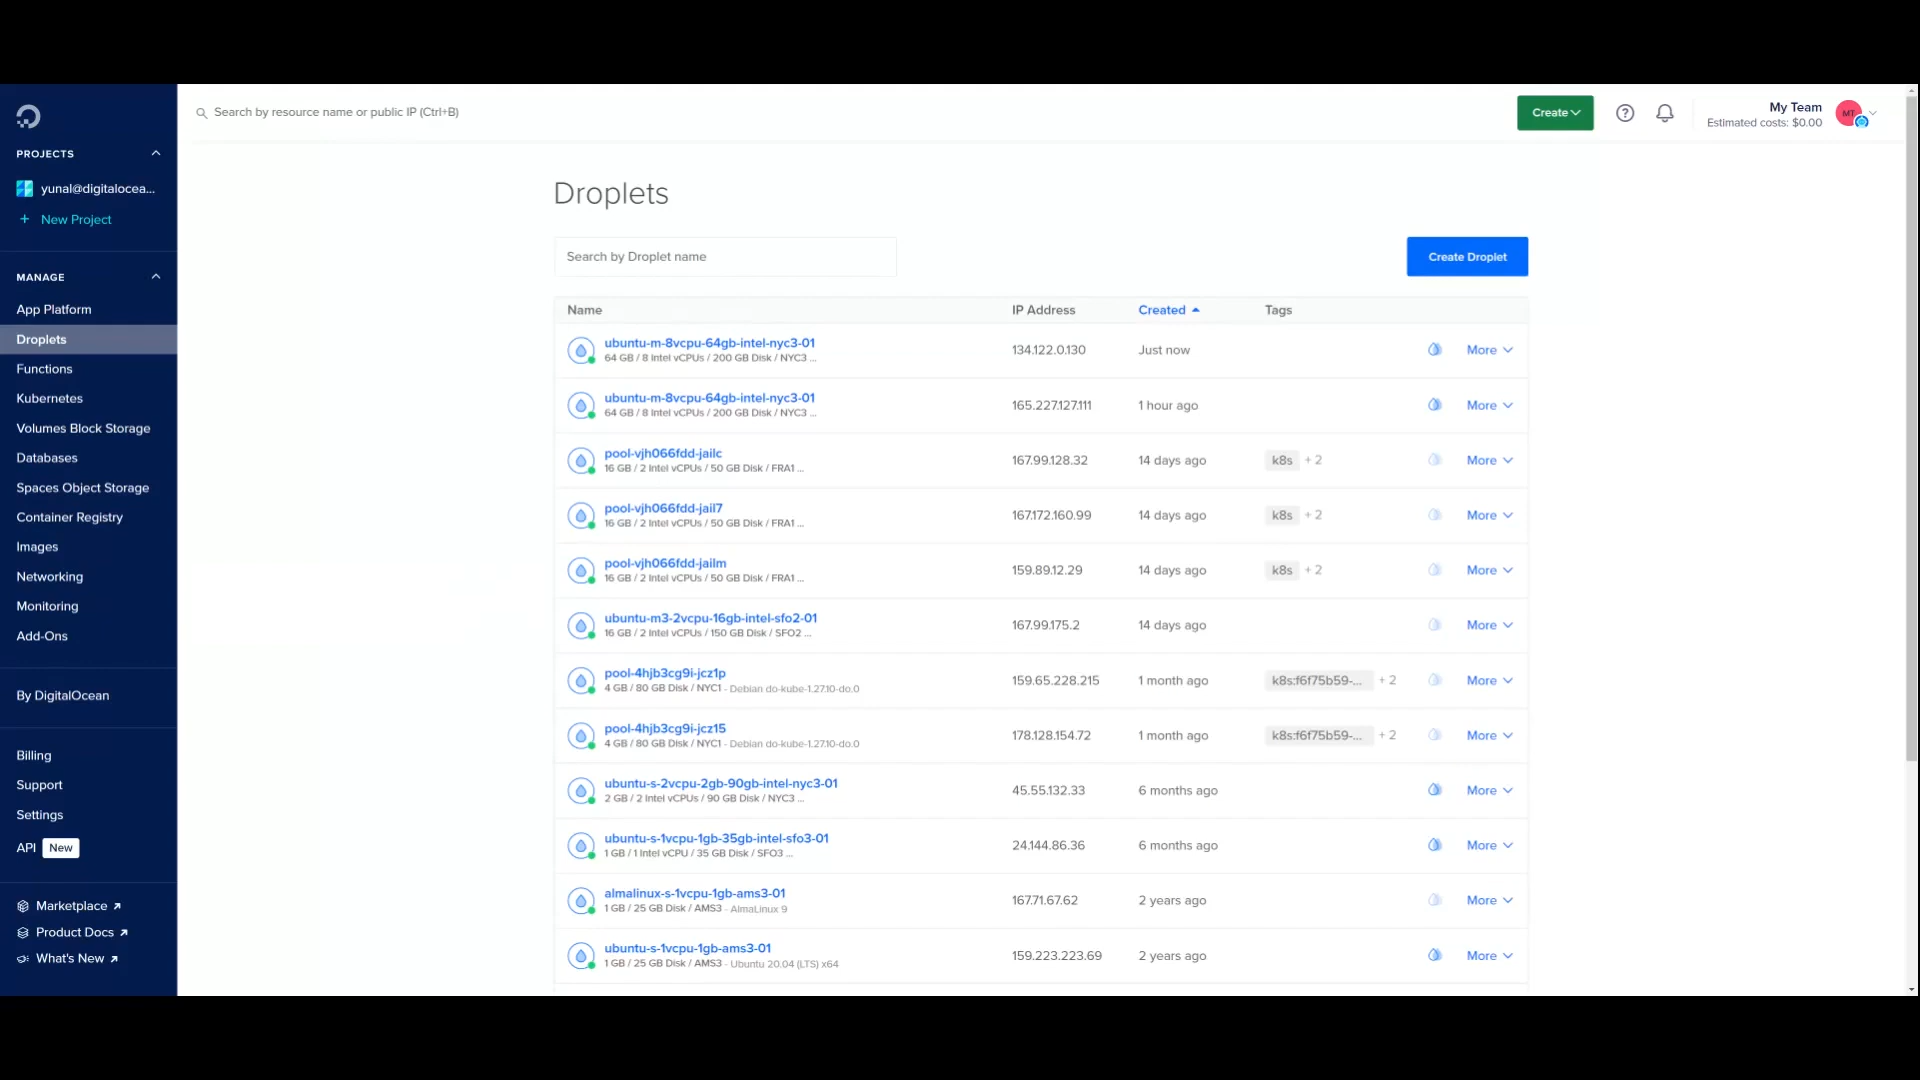 Search by resource name or public IP (Ctrl+B)
Create
My Team
Estimated costs: $0.00
MT
PROJECTS
yunal@digitalocea...
+ New Project
MANAGE
App Platform
Droplets
Functions
Kubernetes
Volumes Block Storage
Databases
Spaces Object Storage
Container Registry
Images
Networking
Monitoring
Add-Ons
By DigitalOcean
Billing
Support
Settings
API New
Marketplace
Product Docs
What's New
Droplets
Search by Droplet name
Create Droplet
Name IP Address Created Tags
ubuntu-m-8vcpu-64gb-intel-nyc3-01
64 GB / 8 Intel vCPUs / 200 GB Disk / NYC3 ...
134.122.0.130 Just now More
ubuntu-m-8vcpu-64gb-intel-nyc3-01
64 GB / 8 Intel vCPUs / 200 GB Disk / NYC3 ...
165.227.127.111 1 hour ago More
pool-vjh066fdd-jailc
16 GB / 2 Intel vCPUs / 50 GB Disk / FRA1 ...
167.99.128.32 14 days ago k8s + 2 More
pool-vjh066fdd-jail7
16 GB / 2 Intel vCPUs / 50 GB Disk / FRA1 ...
167.172.160.99 14 days ago k8s + 2 More
pool-vjh066fdd-jailm
16 GB / 2 Intel vCPUs / 50 GB Disk / FRA1 ...
159.89.12.29 14 days ago k8s + 2 More
ubuntu-m3-2vcpu-16gb-intel-sfo2-01
16 GB / 2 Intel vCPUs / 150 GB Disk / SFO2 ...
167.99.175.2 14 days ago More
pool-4hjb3cg9i-jcz1p
4 GB / 80 GB Disk / NYC1 - Debian do-kube-1.27.10-do.0
159.65.228.215 1 month ago k8s:f6f75b59-... + 2 More
pool-4hjb3cg9i-jcz15
4 GB / 80 GB Disk / NYC1 - Debian do-kube-1.27.10-do.0
178.128.154.72 1 month ago k8s:f6f75b59-... + 2 More
ubuntu-s-2vcpu-2gb-90gb-intel-nyc3-01
2 GB / 2 Intel vCPUs / 90 GB Disk / NYC3 ...
45.55.132.33 6 months ago More
ubuntu-s-1vcpu-1gb-35gb-intel-sfo3-01
1 GB / 1 Intel vCPU / 35 GB Disk / SFO3 ...
24.144.86.36 6 months ago More
almalinux-s-1vcpu-1gb-ams3-01
1 GB / 25 GB Disk / AMS3 - AlmaLinux 9
167.71.67.62 2 years ago More
ubuntu-s-1vcpu-1gb-ams3-01
1 GB / 25 GB Disk / AMS3 - Ubuntu 20.04 (LTS) x64
159.223.223.69 2 years ago More